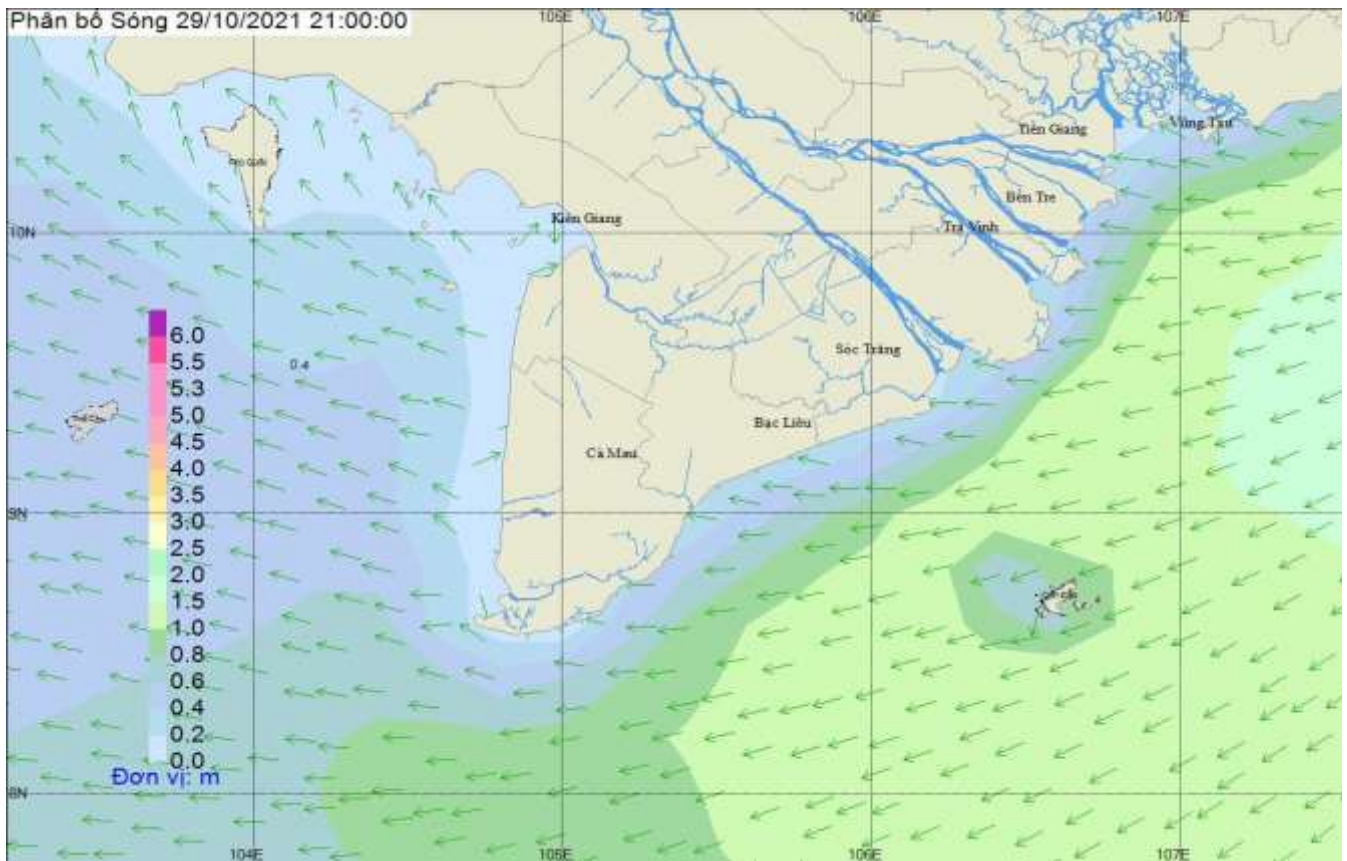 Phân bố Sóng 29/10/2021 21:00:00
105E
106E
107E
Tiền Giang
Vũng Tàu
Bến Tre
Kiên Giang
Trà Vinh
10N
6.0
5.5
5.3
5.0
4.5
4.0
3.5
3.0
2.5
2.0
1.5
1.0
0.8
0.6
0.4
0.2
0.0
Đơn vị: m
0.4
Sóc Trăng
Bạc Liêu
Cà Mau
9N
8N
104E
105E
106E
107E